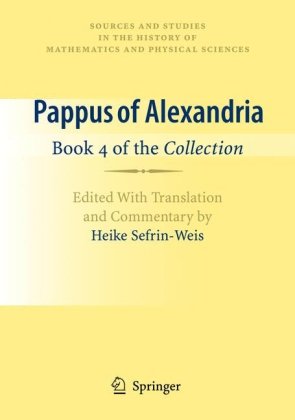 SOURCES AND STUDIES
IN THE HISTORY OF
MATHEMATICS AND PHYSICAL SCIENCES
Pappus of Alexandria
Book 4 of the Collection
Edited With Translation
and Commentary by
Heike Sefrin-Weis
Springer